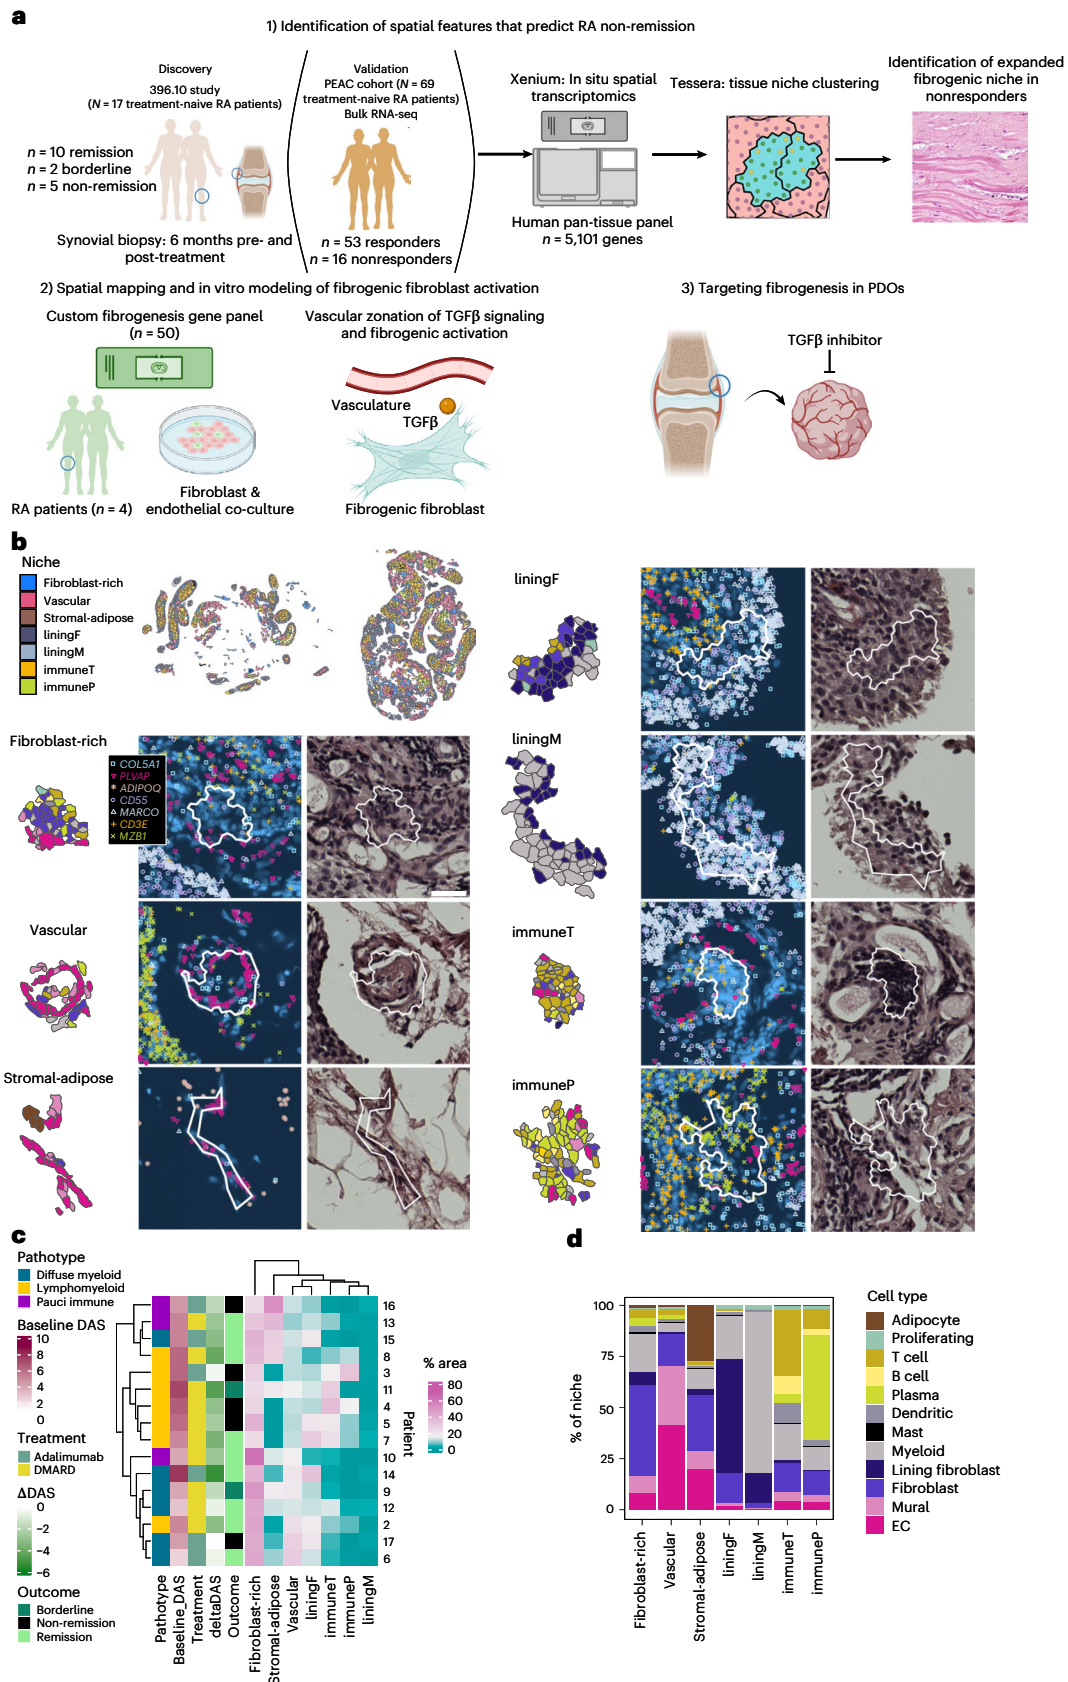 a
1) Identification of spatial features that predict RA non-remission
Discovery
396.10 study
(N = 17 treatment-naive RA patients)
n = 10 remission
n = 2 borderline
n = 5 non-remission
Synovial biopsy: 6 months pre- and
post-treatment
Validation
PEAC cohort (N = 69
treatment-naive RA patients)
Bulk RNA-seq
n = 53 responders
n = 16 nonresponders
Xenium: In situ spatial
transcriptomics
Human pan-tissue panel
n = 5,101 genes
Tessera: tissue niche clustering
Identification of expanded
fibrogenic niche in
nonresponders
2) Spatial mapping and in vitro modeling of fibrogenic fibroblast activation
Custom fibrogenesis gene panel
(n = 50)
RA patients (n = 4)
Fibroblast &
endothelial co-culture
Vascular zonation of TGFβ signaling
and fibrogenic activation
Vasculature
TGFβ
Fibrogenic fibroblast
3) Targeting fibrogenesis in PDOs
TGFβ inhibitor
b
Niche
Fibroblast-rich
Vascular
Stromal-adipose
liningF
liningM
immuneT
immuneP
Fibroblast-rich
COL5A1
PLVAP
ADIPOQ
CD55
MARCO
CD3E
MZB1
Vascular
Stromal-adipose
liningF
liningM
immuneT
immuneP
c
Pathotype
Diffuse myeloid
Lymphomyeloid
Pauci immune
Baseline DAS
10
8
6
4
2
0
Treatment
Adalimumab
DMARD
ΔDAS
0
−2
−4
−6
Outcome
Borderline
Non-remission
Remission
16
13
15
8
3
11
4
5
7
10
14
9
12
2
17
6
Patient
% area
80
60
40
20
0
Pathotype
Baseline_DAS
Treatment
deltaDAS
Outcome
Fibroblast-rich
Stromal-adipose
Vascular
liningF
immuneT
immuneP
liningM
d
% of niche
100
75
50
25
0
Fibroblast-rich
Vascular
Stromal-adipose
liningF
liningM
immuneT
immuneP
Cell type
Adipocyte
Proliferating
T cell
B cell
Plasma
Dendritic
Mast
Myeloid
Lining fibroblast
Fibroblast
Mural
EC